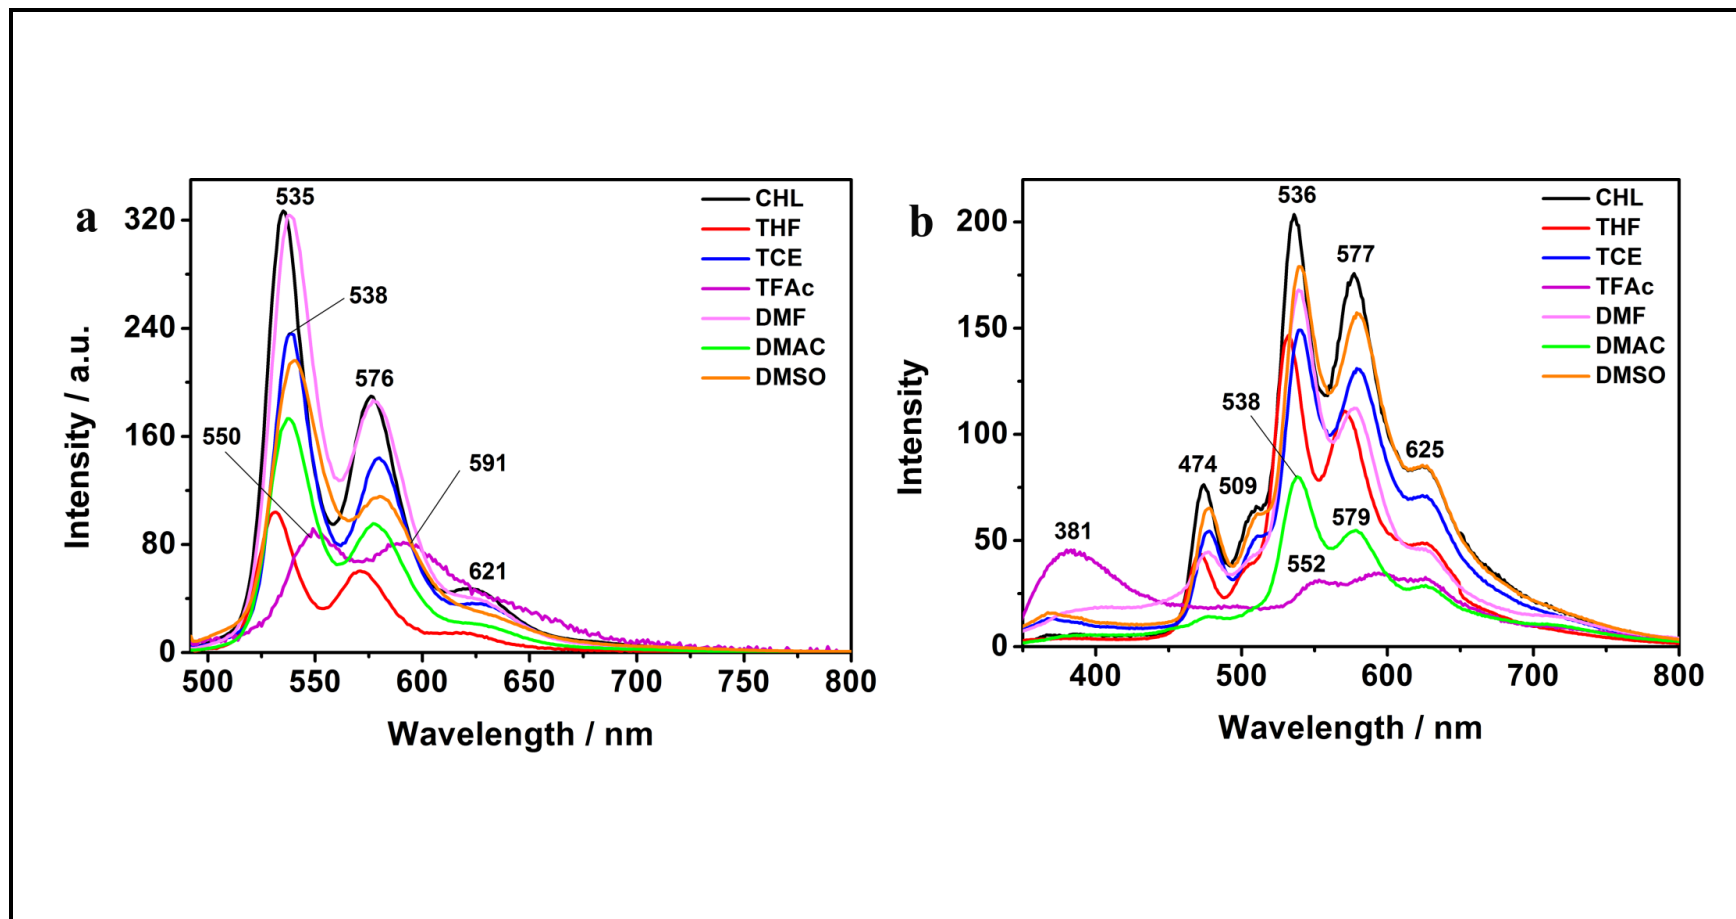 a
Intensity / a.u.
320
240
160
80
0
500 550 600 650 700 750 800
Wavelength / nm
535
538
576
550
591
621
CHL
THF
TCE
TFAc
DMF
DMAC
DMSO
b
Intensity
200
150
100
50
0
400 500 600 700 800
Wavelength / nm
536
577
538
474
509
625
381
579
552
CHL
THF
TCE
TFAc
DMF
DMAC
DMSO